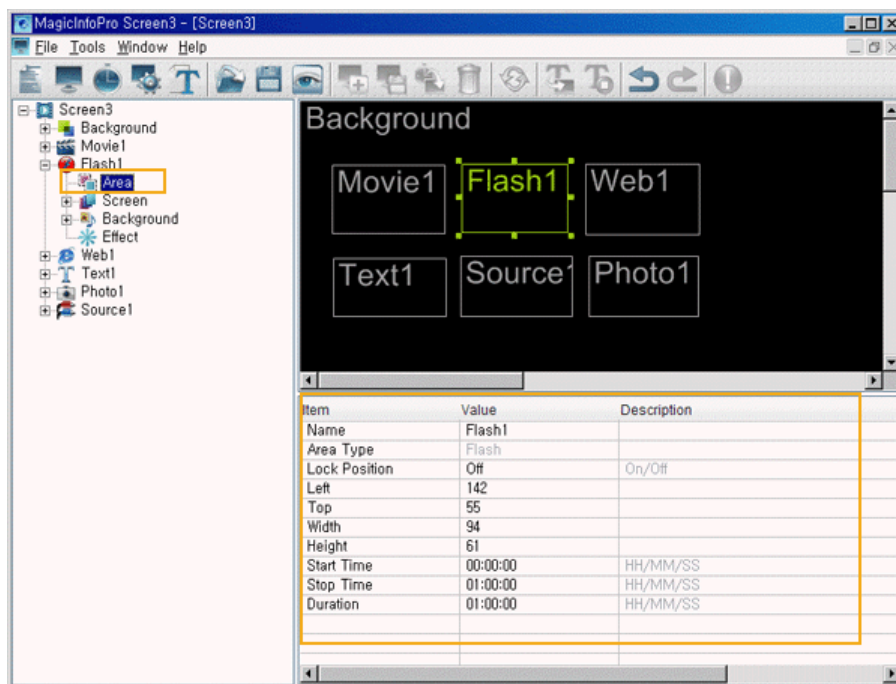 MagicInfoPro Screen3 - [Screen3]
File Tools Window Help
Screen3
Background
Movie1
Flash1
Area
Screen
Background
Effect
Web1
Text1
Photo1
Source1
Background
Movie1 Flash1 Web1
Text1 Source1 Photo1
Item Value Description
Name Flash1
Area Type Flash
Lock Position Off On/Off
Left 142
Top 55
Width 94
Height 61
Start Time 00:00:00 HH/MM/SS
Stop Time 01:00:00 HH/MM/SS
Duration 01:00:00 HH/MM/SS